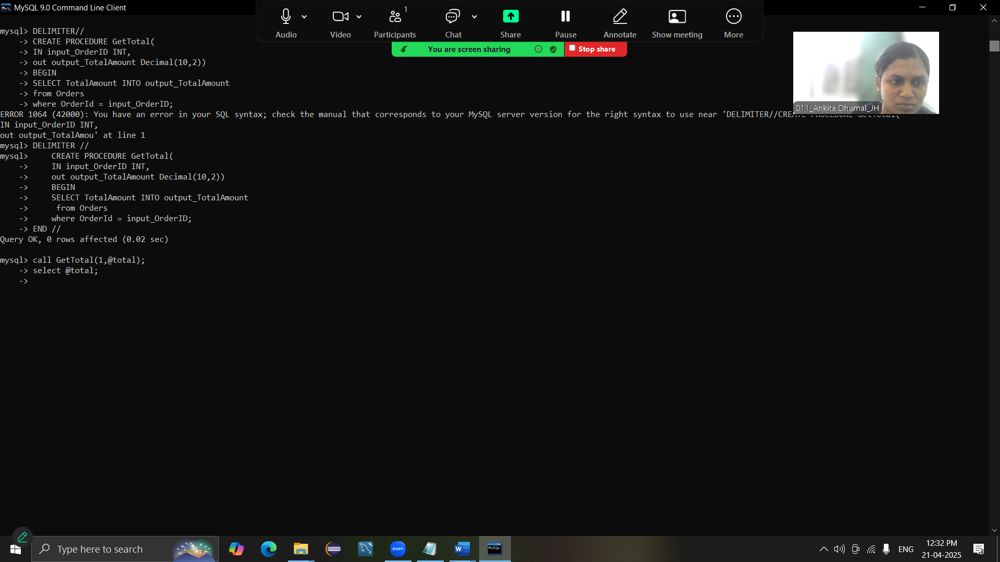 MySQL 9.0 Command Line Client
1
Audio
Video
Participants
Chat
Share
Pause
Annotate
Show meeting
More
You are screen sharing
Stop share
011_Ankita Dhumal_JH
mysql> DELIMITER//
    -> CREATE PROCEDURE GetTotal(
    -> IN input_OrderID INT,
    -> out output_TotalAmount Decimal(10,2))
    -> BEGIN
    -> SELECT TotalAmount INTO output_TotalAmount
    -> from Orders
    -> where OrderId = input_OrderID;
ERROR 1064 (42000): You have an error in your SQL syntax; check the manual that corresponds to your MySQL server version for the right syntax to use near 'DELIMITER//CREATE PROCEDURE GetTotal(
IN input_OrderID INT,
out output_TotalAmou' at line 1
mysql> DELIMITER //
mysql>     CREATE PROCEDURE GetTotal(
    ->     IN input_OrderID INT,
    ->     out output_TotalAmount Decimal(10,2))
    ->     BEGIN
    ->     SELECT TotalAmount INTO output_TotalAmount
    ->      from Orders
    ->     where OrderId = input_OrderID;
    -> END //
Query OK, 0 rows affected (0.02 sec)
mysql> call GetTotal(1,@total);
    -> select @total;
    ->
Type here to search
zoom
W
MySQL
ENG
12:32 PM
21-04-2025